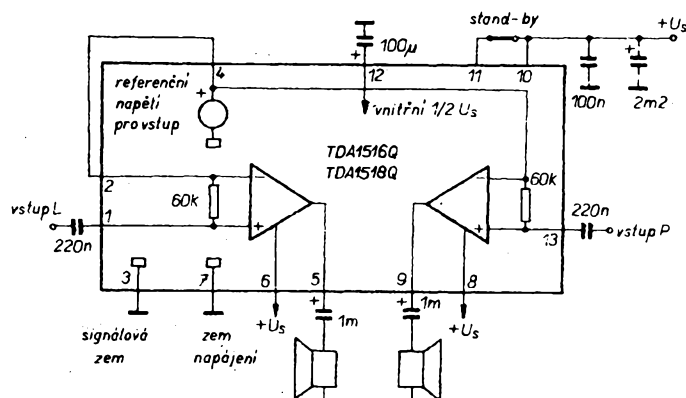 stand-by
+Us
100µ
4
12
11
10
referenční
napětí
pro vstup
vnitřní 1/2 Us
100n
2m2
TDA1516Q
TDA1518Q
2
60k
60k
vstup L
1
220n
220n
13
vstup P
3
7
6
5
9
8
+Us
1m
1m
+Us
signálová
zem
zem
napájení